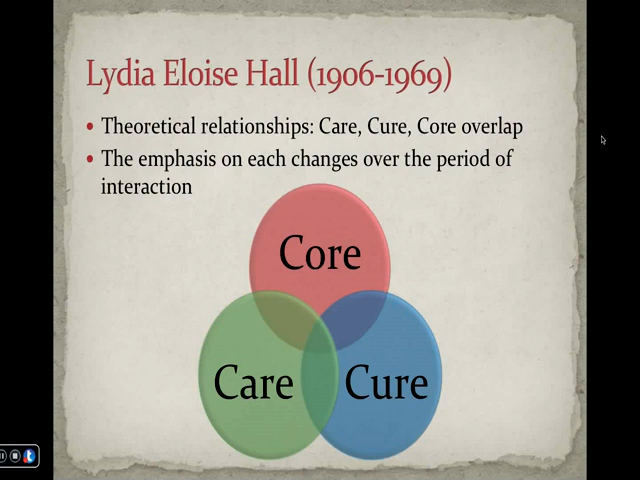 Lydia Eloise Hall (1906-1969)
• Theoretical relationships: Care, Cure, Core overlap
• The emphasis on each changes over the period of
interaction
Core
Care
Cure